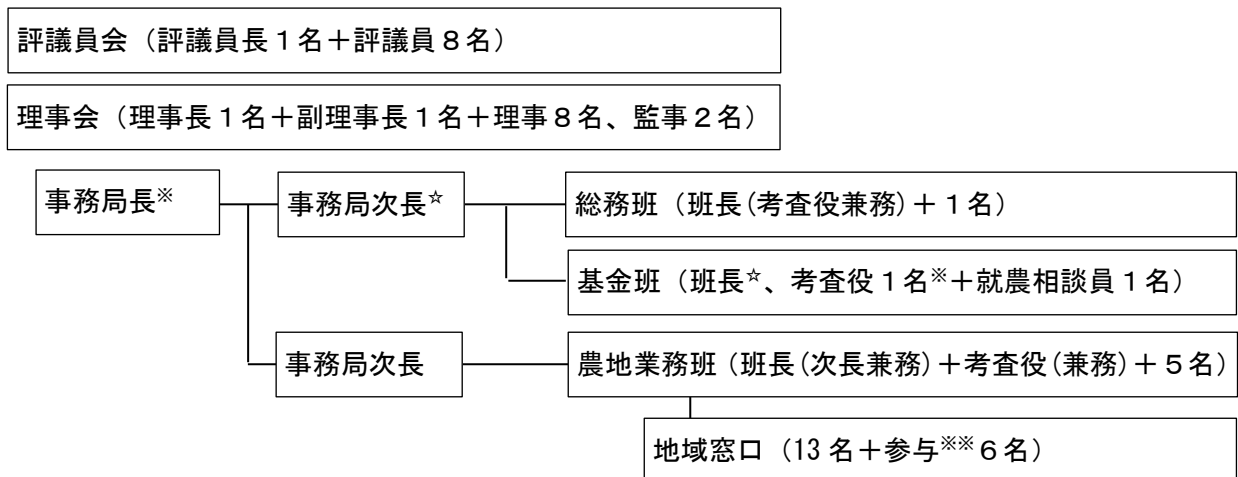 評議員会（評議員長１名＋評議員８名）
理事会（理事長１名＋副理事長１名＋理事８名、監事２名）
事務局長※
事務局次長☆
総務班（班長(考査役兼務)＋１名）
基金班（班長☆、考査役１名※＋就農相談員１名）
事務局次長
農地業務班（班長(次長兼務)＋考査役(兼務)＋５名）
地域窓口（13名＋参与※※６名）